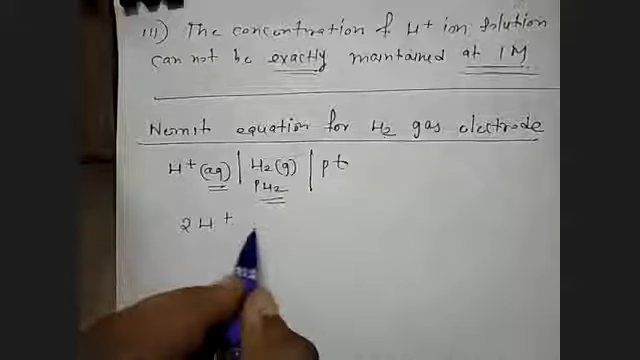 111) The concentration of H+ ion solution
can not be exactly maintained at 1M
Nernst equation for H2 gas electrode
H+ (aq) | H2 (g) | pt
PH2
2H+